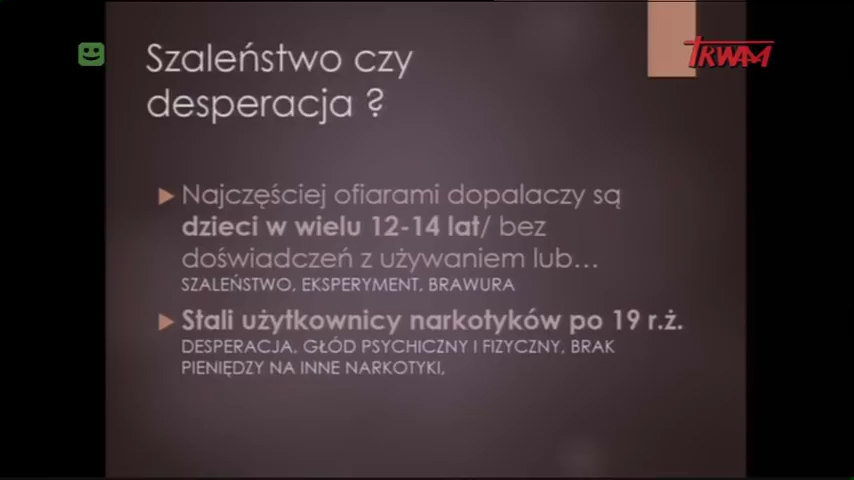 Szaleństwo czy
desperacja ?
TRWAM
Najczęściej ofiarami dopalaczy są
dzieci w wielu 12-14 lat/ bez
doświadczeń z używaniem lub...
SZALEŃSTWO, EKSPERYMENT, BRAWURA
Stali użytkownicy narkotyków po 19 r.ż.
DESPERACJA, GŁÓD PSYCHICZNY I FIZYCZNY, BRAK
PIENIĘDZY NA INNE NARKOTYKI,